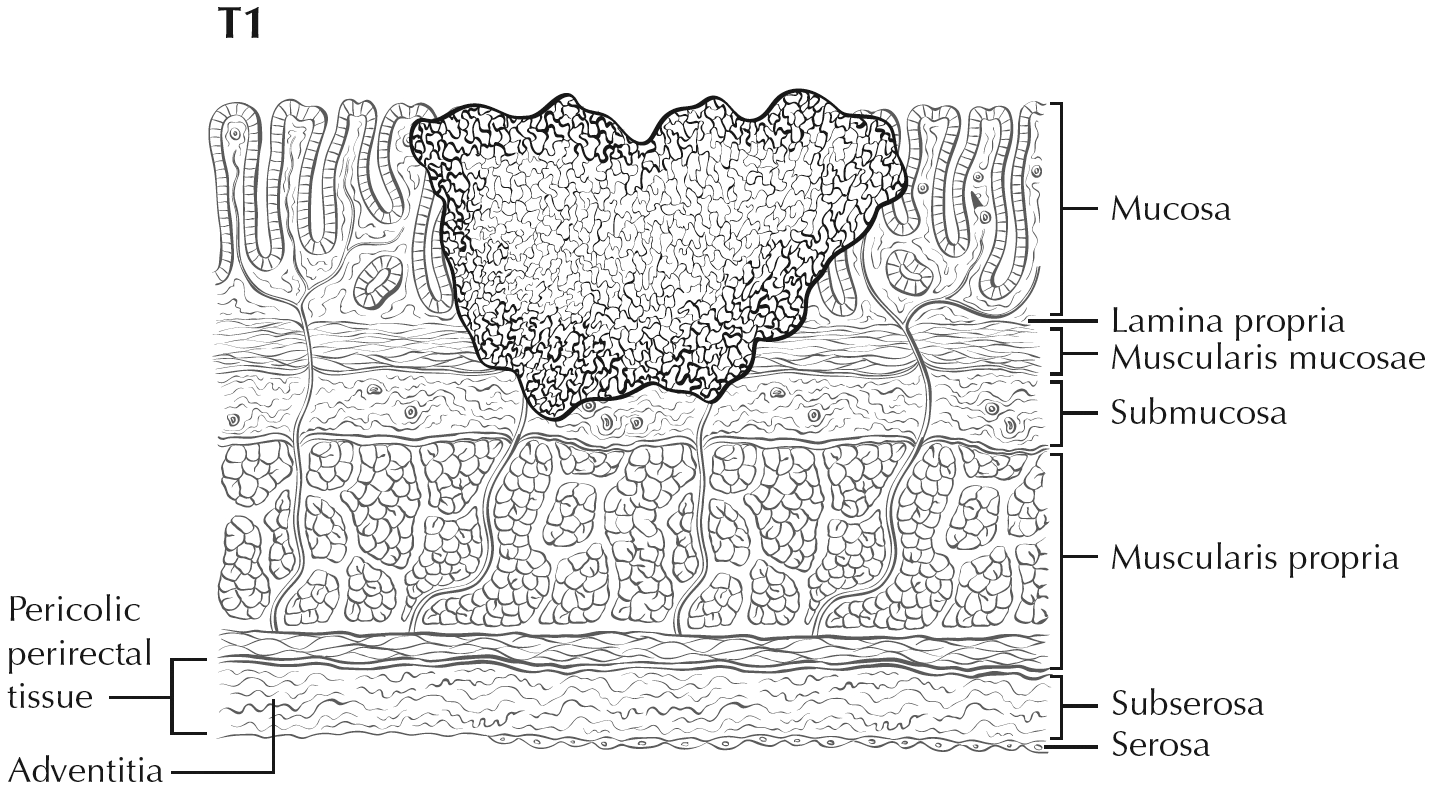 T1
Mucosa
Lamina propria
Muscularis mucosae
Submucosa
Muscularis propria
Pericolic
perirectal
tissue
Subserosa
Serosa
Adventitia